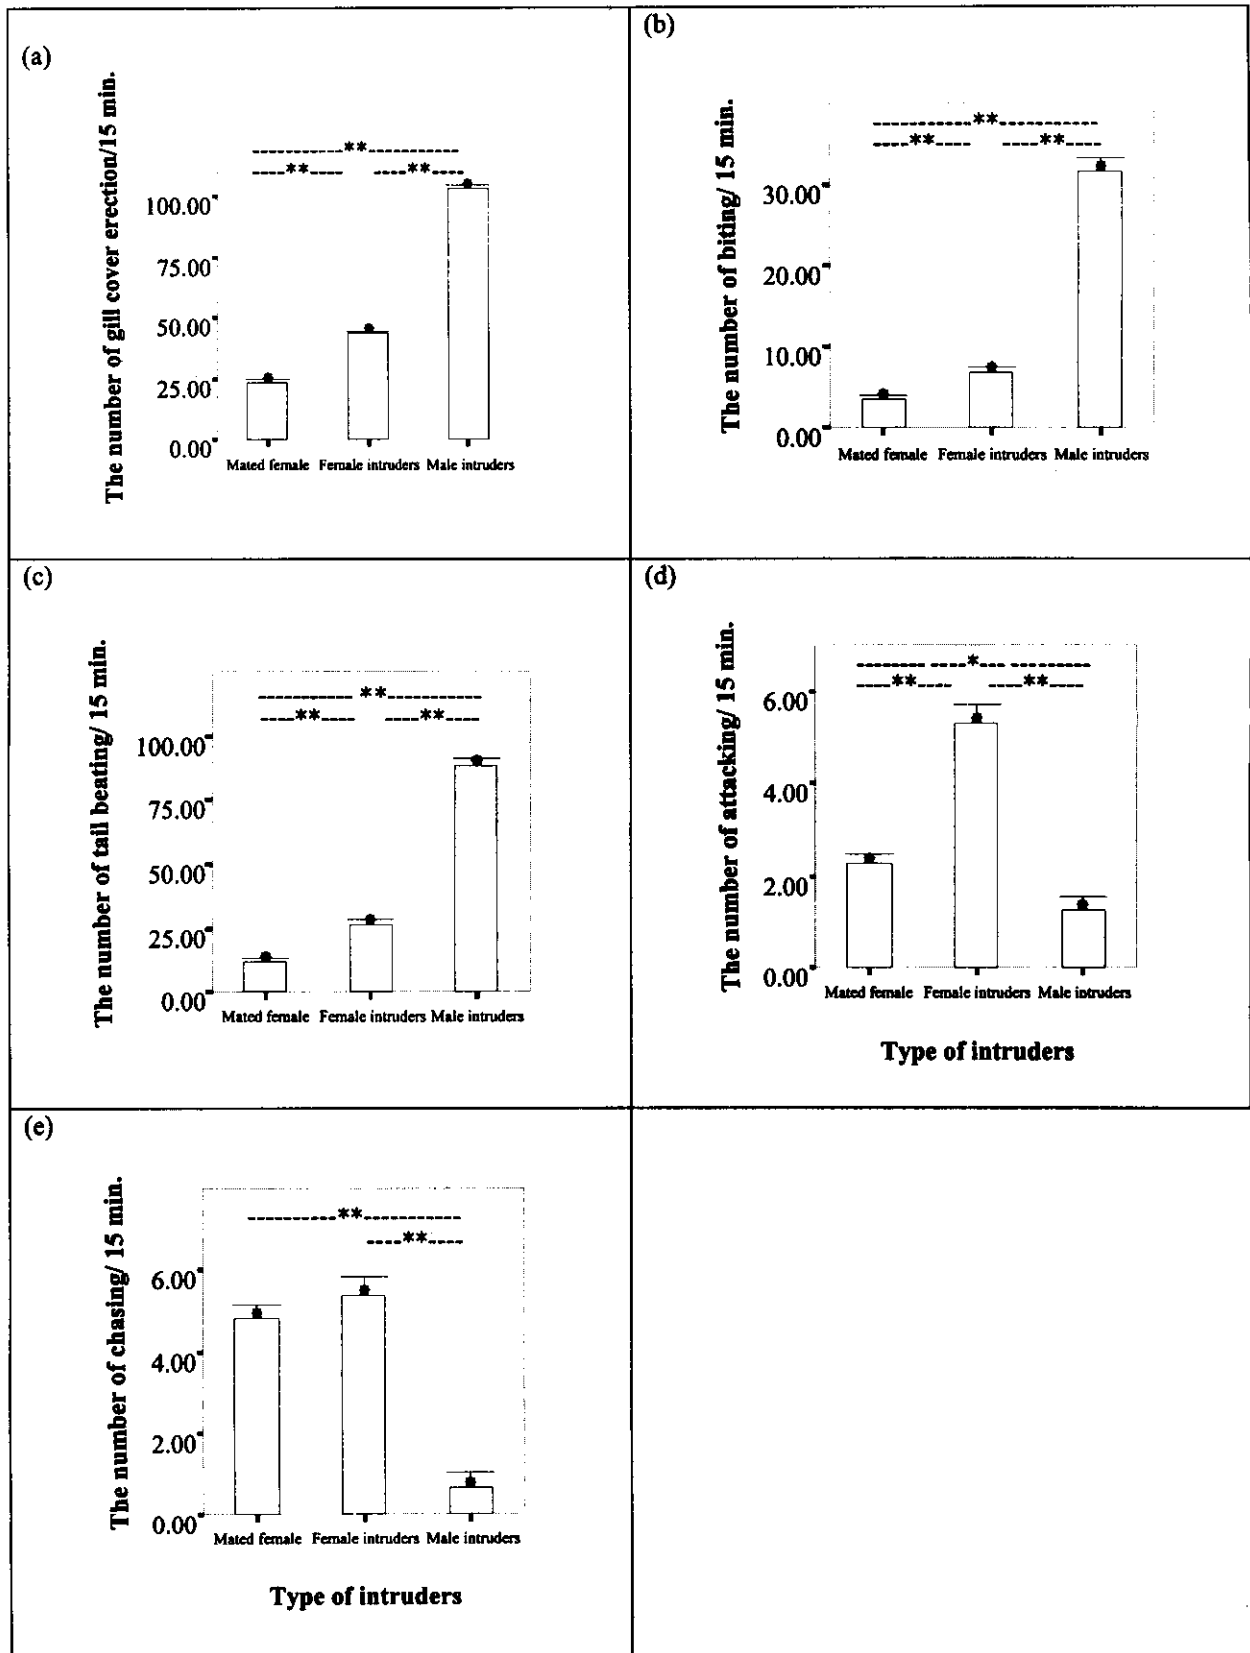 (a)
The number of gill cover erection/15 min.
**
** **
100.00
75.00
50.00
25.00
0.00
Mated female Female intruders Male intruders
(b)
The number of biting/ 15 min.
**
** **
30.00
20.00
10.00
0.00
Mated female Female intruders Male intruders
(c)
The number of tail beating/ 15 min.
**
** **
100.00
75.00
50.00
25.00
0.00
Mated female Female intruders Male intruders
(d)
The number of attacking/ 15 min.
*
** **
6.00
4.00
2.00
0.00
Mated female Female intruders Male intruders
Type of intruders
(e)
The number of chasing/ 15 min.
**
**
6.00
4.00
2.00
0.00
Mated female Female intruders Male intruders
Type of intruders